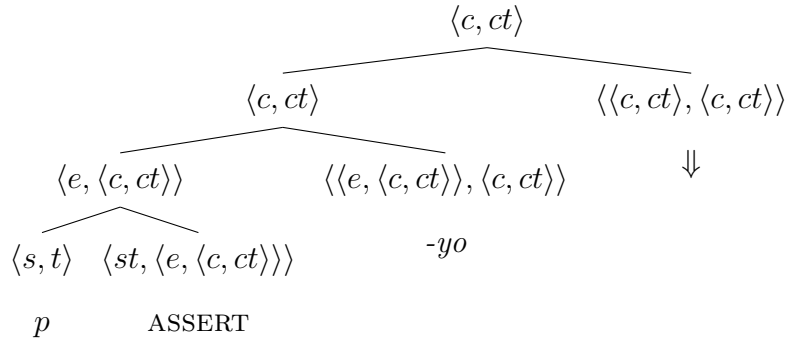 ⟨c, ct⟩
⟨c, ct⟩ ⟨⟨c, ct⟩, ⟨c, ct⟩⟩
⟨e, ⟨c, ct⟩⟩ ⟨⟨e, ⟨c, ct⟩⟩, ⟨c, ct⟩⟩ ⇓
⟨s, t⟩ ⟨st, ⟨e, ⟨c, ct⟩⟩⟩ -yo
p ASSERT